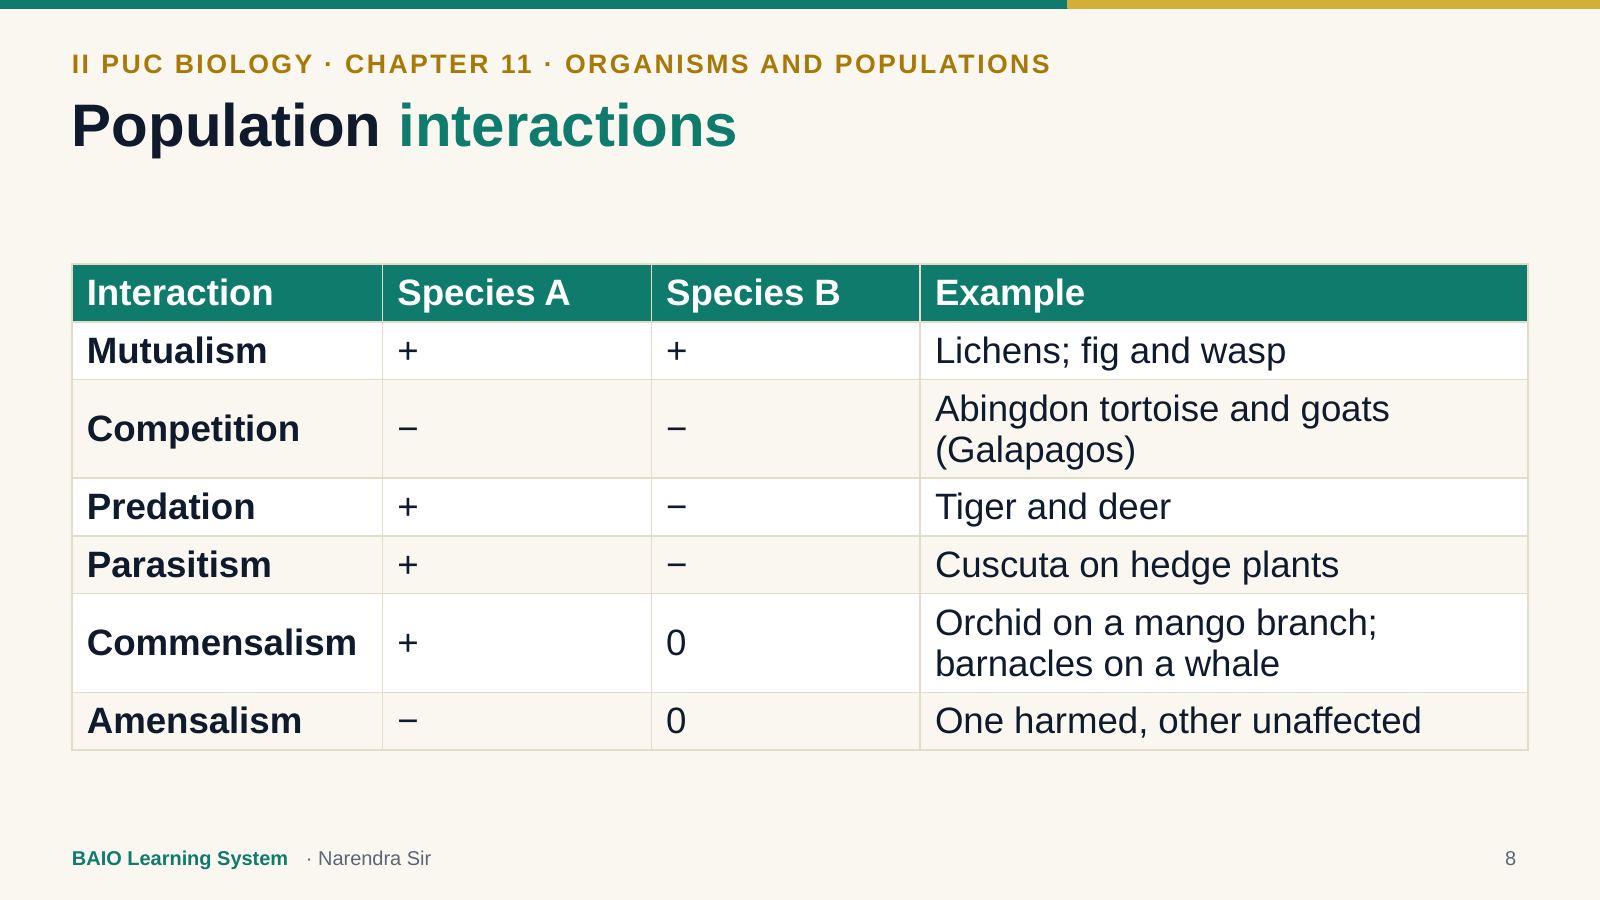 II PUC BIOLOGY · CHAPTER 11 · ORGANISMS AND POPULATIONS
Population interactions
Interaction Species A Species B Example
Mutualism + + Lichens; fig and wasp
Competition − − Abingdon tortoise and goats
(Galapagos)
Predation + − Tiger and deer
Parasitism + − Cuscuta on hedge plants
Commensalism + 0 Orchid on a mango branch;
barnacles on a whale
Amensalism − 0 One harmed, other unaffected
BAIO Learning System · Narendra Sir 8